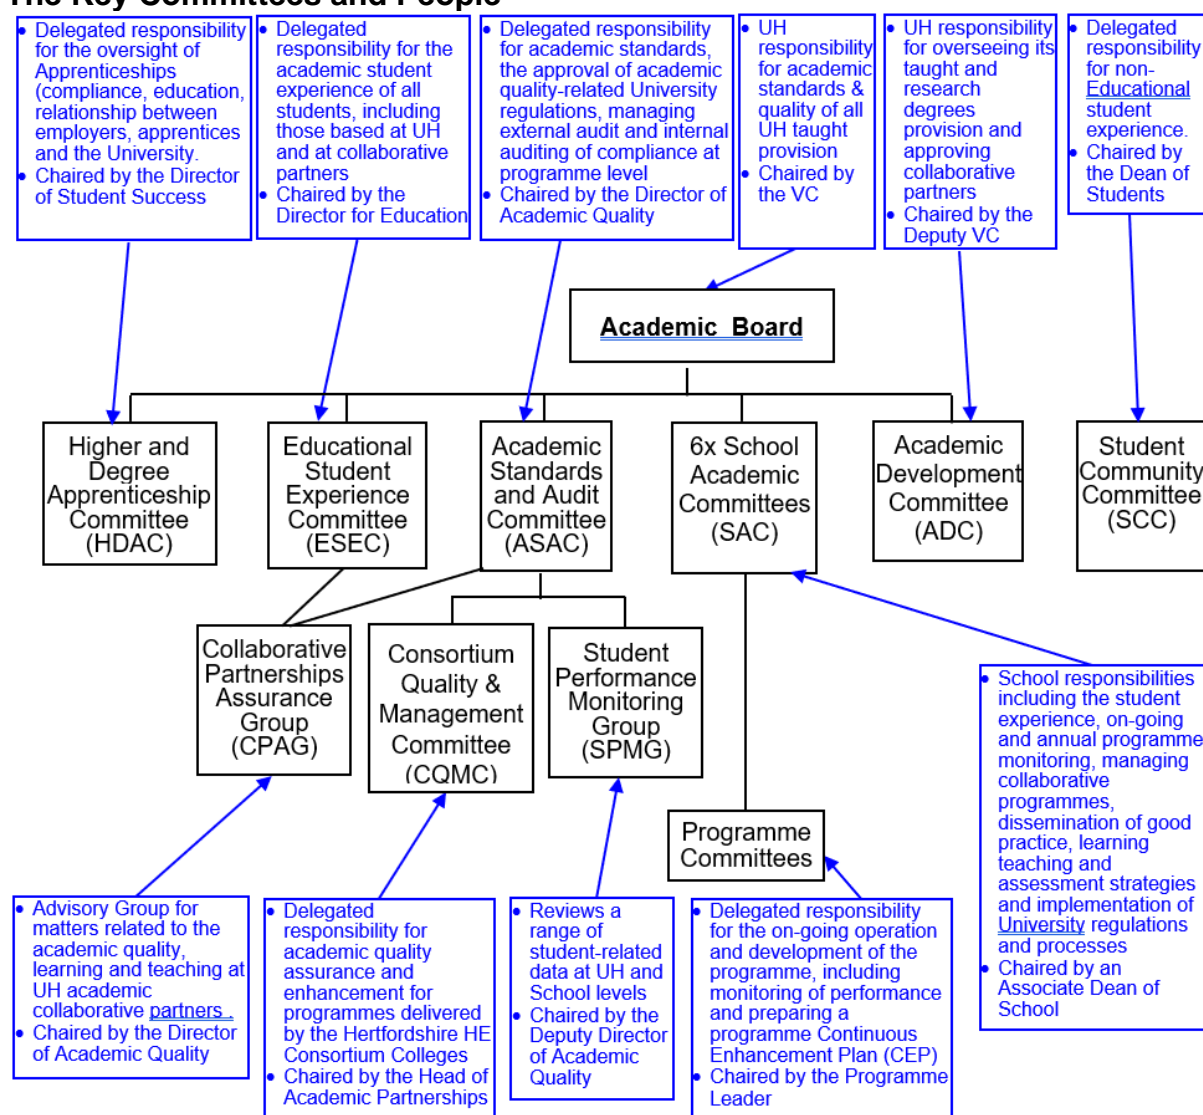 The Key Committees and People
• Delegated responsibility
for the oversight of
Apprenticeships
(compliance, education,
relationship between
employers, apprentices
and the University.
• Chaired by the Director
of Student Success
• Delegated
responsibility for the
academic student
experience of all
students, including
those based at UH
and at collaborative
partners
• Chaired by the
Director for Education
• Delegated responsibility
for academic standards,
the approval of academic
quality-related University
regulations, managing
external audit and internal
auditing of compliance at
programme level
• Chaired by the Director of
Academic Quality
• UH
responsibility
for academic
standards &
quality of all
UH taught
provision
• Chaired by
the VC
• UH responsibility
for overseeing its
taught and
research
degrees
provision and
approving
collaborative
partners
• Chaired by the
Deputy VC
• Delegated
responsibility
for non-
Educational
student
experience.
• Chaired by
the Dean of
Students
Academic Board
Higher and
Degree
Apprenticeship
Committee
(HDAC)
Educational
Student
Experience
Committee
(ESEC)
Academic
Standards
and Audit
Committee
(ASAC)
6x School
Academic
Committees
(SAC)
Academic
Development
Committee
(ADC)
Student
Community
Committee
(SCC)
Collaborative
Partnerships
Assurance
Group
(CPAG)
Consortium
Quality &
Management
Committee
(CQMC)
Student
Performance
Monitoring
Group
(SPMG)
Programme
Committees
• School responsibilities
including the student
experience, on-going
and annual programme
monitoring, managing
collaborative
programmes,
dissemination of good
practice, learning
teaching and
assessment strategies
and implementation of
University regulations
and processes
• Chaired by an
Associate Dean of
School
• Advisory Group for
matters related to the
academic quality,
learning and teaching at
UH academic
collaborative partners .
• Chaired by the Director
of Academic Quality
• Delegated
responsibility for
academic quality
assurance and
enhancement for
programmes delivered
by the Hertfordshire HE
Consortium Colleges
• Chaired by the Head of
Academic Partnerships
• Reviews a
range of
student-related
data at UH and
School levels
• Chaired by the
Deputy Director
of Academic
Quality
• Delegated responsibility
for the on-going operation
and development of the
programme, including
monitoring of performance
and preparing a
programme Continuous
Enhancement Plan (CEP)
• Chaired by the Programme
Leader